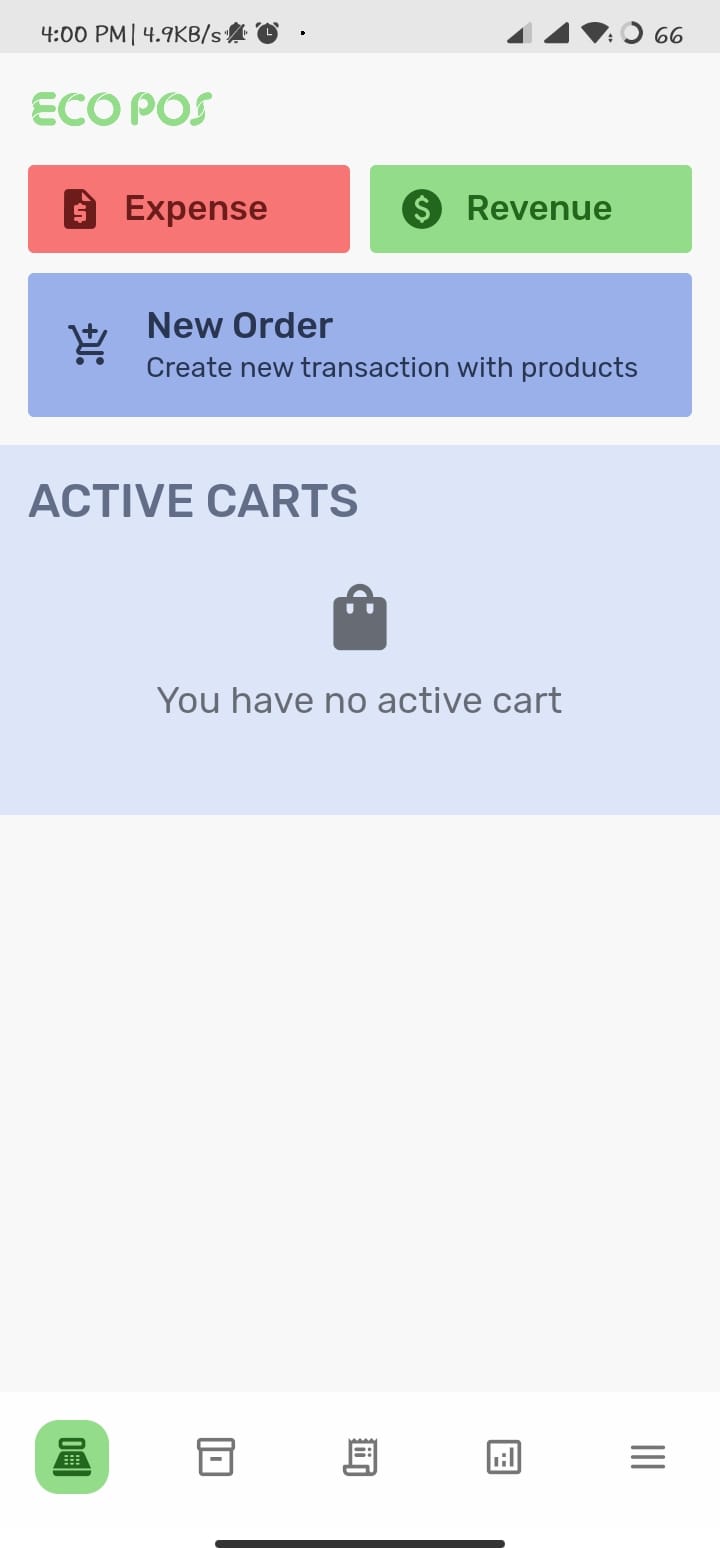 4:00 PM | 4.9KB/s 66
ECO POS
Expense Revenue
New Order
Create new transaction with products
ACTIVE CARTS
You have no active cart